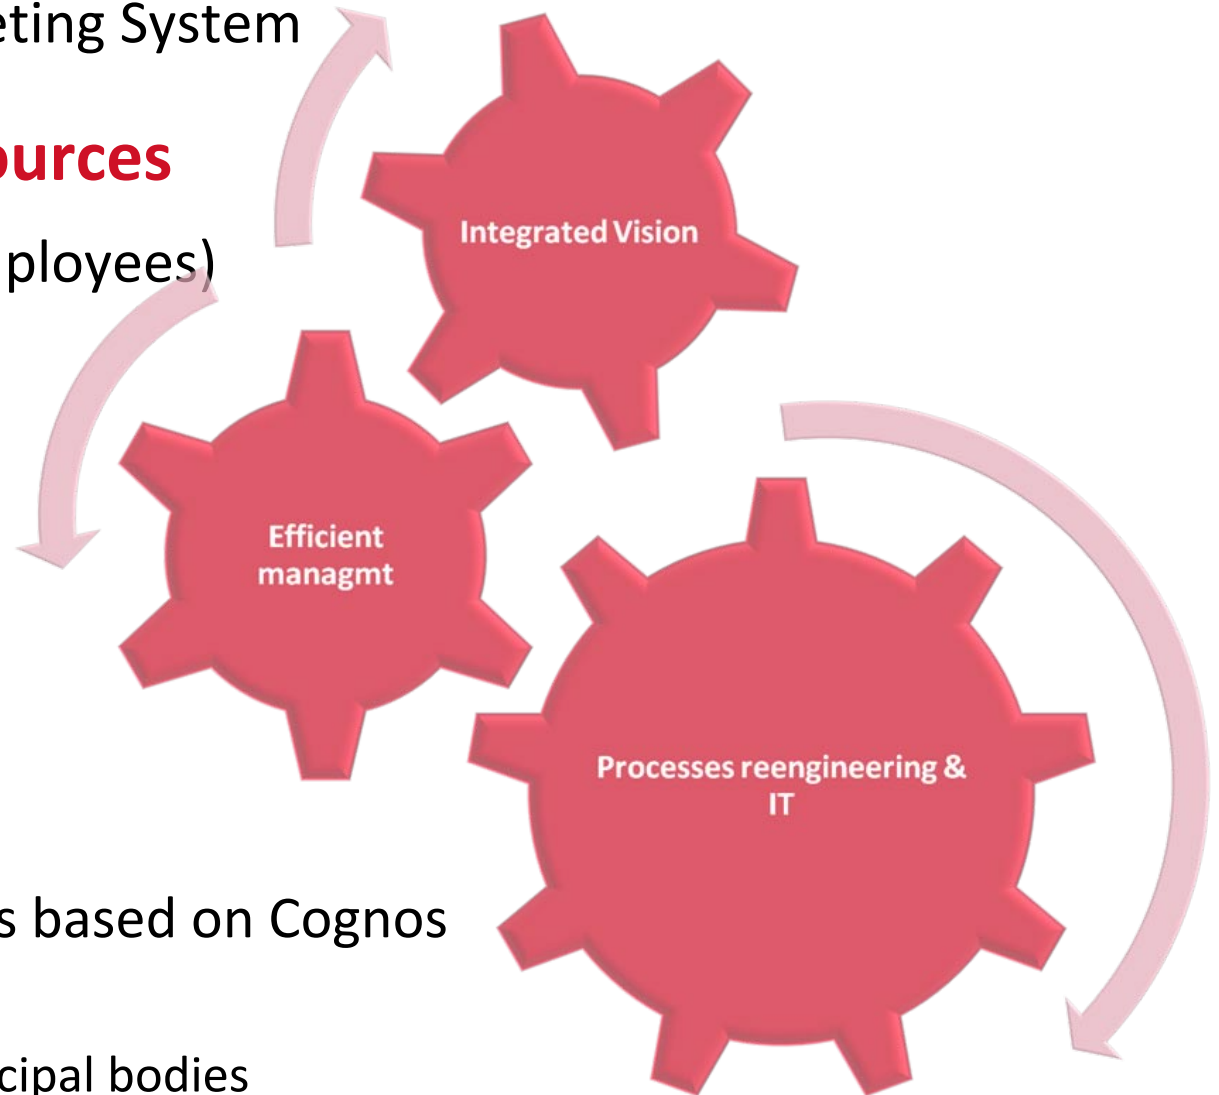 eting System
ources
ployees)
Integrated Vision
Efficient
managmt
Processes reengineering &
IT
s based on Cognos
cipal bodies